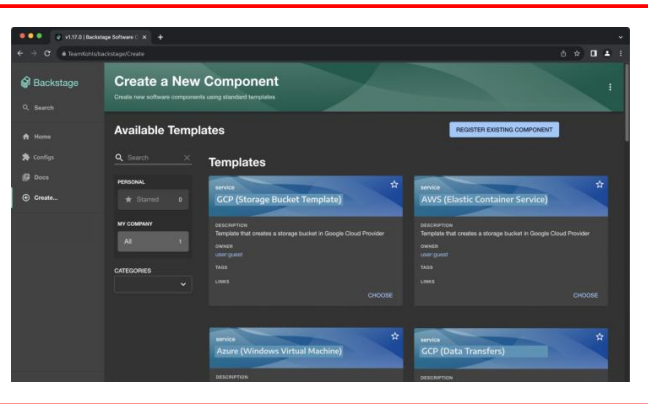 v1.17.0 | Backstage Software C
TeamKohls/backstage/Create
Backstage
Search
Home
Configs
Docs
Create...
Create a New Component
Create new software components using standard templates
Available Templates
REGISTER EXISTING COMPONENT
Search
PERSONAL
Starred 0
MY COMPANY
All 1
CATEGORIES
Templates
service
GCP (Storage Bucket Template)
DESCRIPTION
Template that creates a storage bucket in Google Cloud Provider
OWNER
user:guest
TAGS
LINKS
CHOOSE
service
AWS (Elastic Container Service)
DESCRIPTION
Template that creates a storage bucket in Google Cloud Provider
OWNER
user:guest
TAGS
LINKS
CHOOSE
service
Azure (Windows Virtual Machine)
DESCRIPTION
service
GCP (Data Transfers)
DESCRIPTION